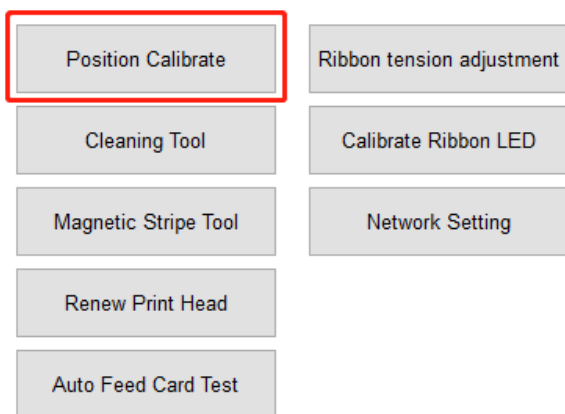 Position Calibrate
Ribbon tension adjustment
Cleaning Tool
Calibrate Ribbon LED
Magnetic Stripe Tool
Network Setting
Renew Print Head
Auto Feed Card Test